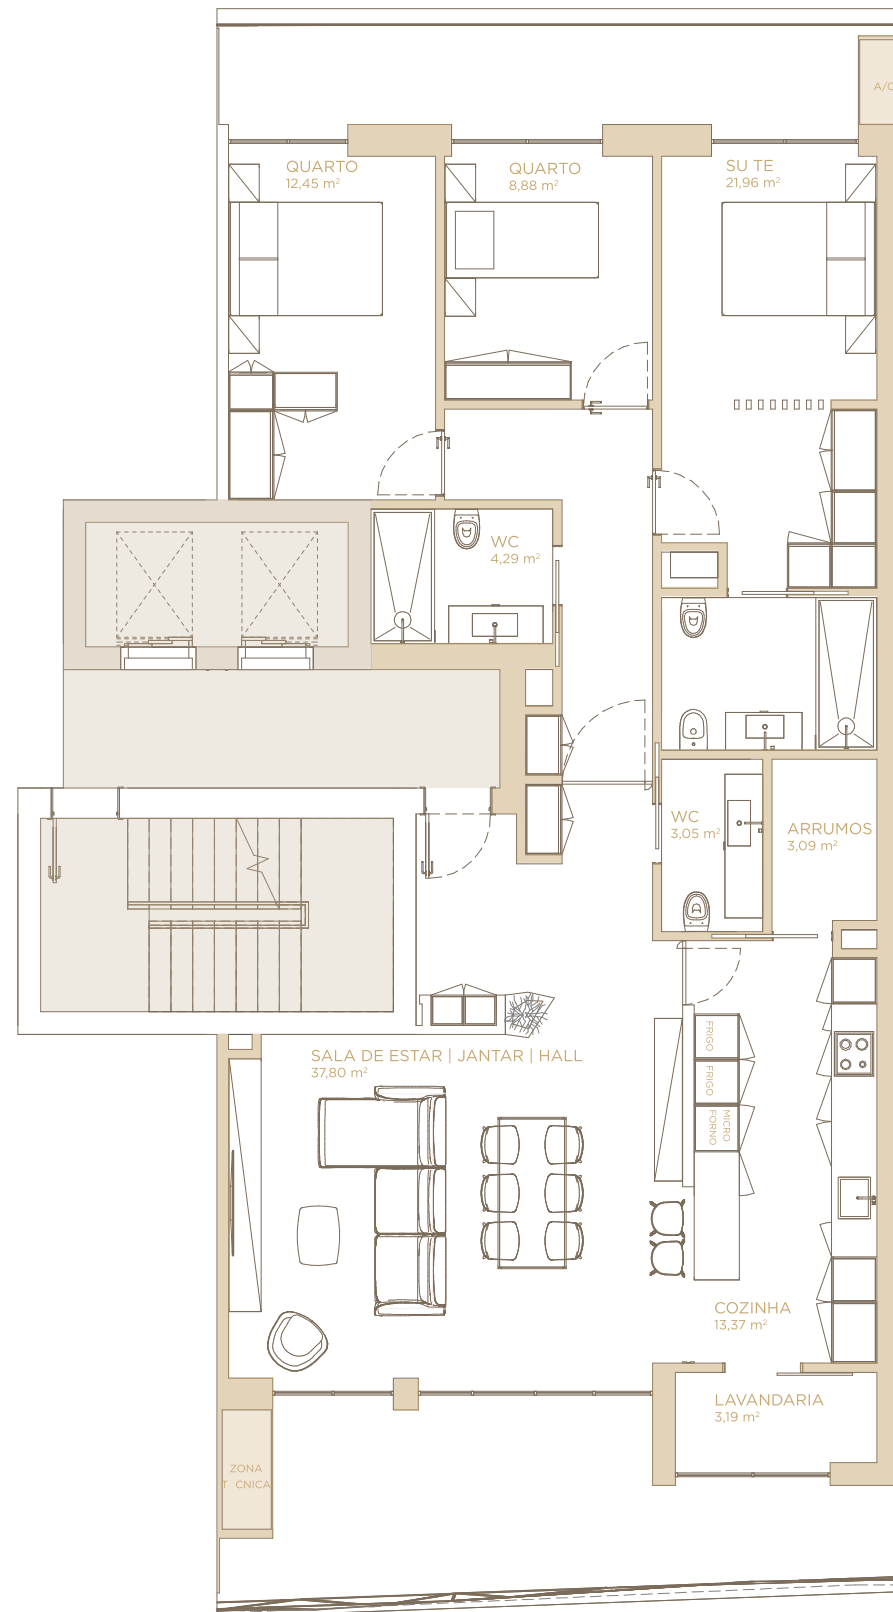 A/C
QUARTO
12,45 m²
QUARTO
8,88 m²
SU TE
21,96 m²
WC
4,29 m²
WC
3,05 m²
ARRUMOS
3,09 m²
FRIGO
FRIGO
MICRO
FORNO
SALA DE ESTAR | JANTAR | HALL
37,80 m²
COZINHA
13,37 m²
LAVANDARIA
3,19 m²
ZONA
T CNICA